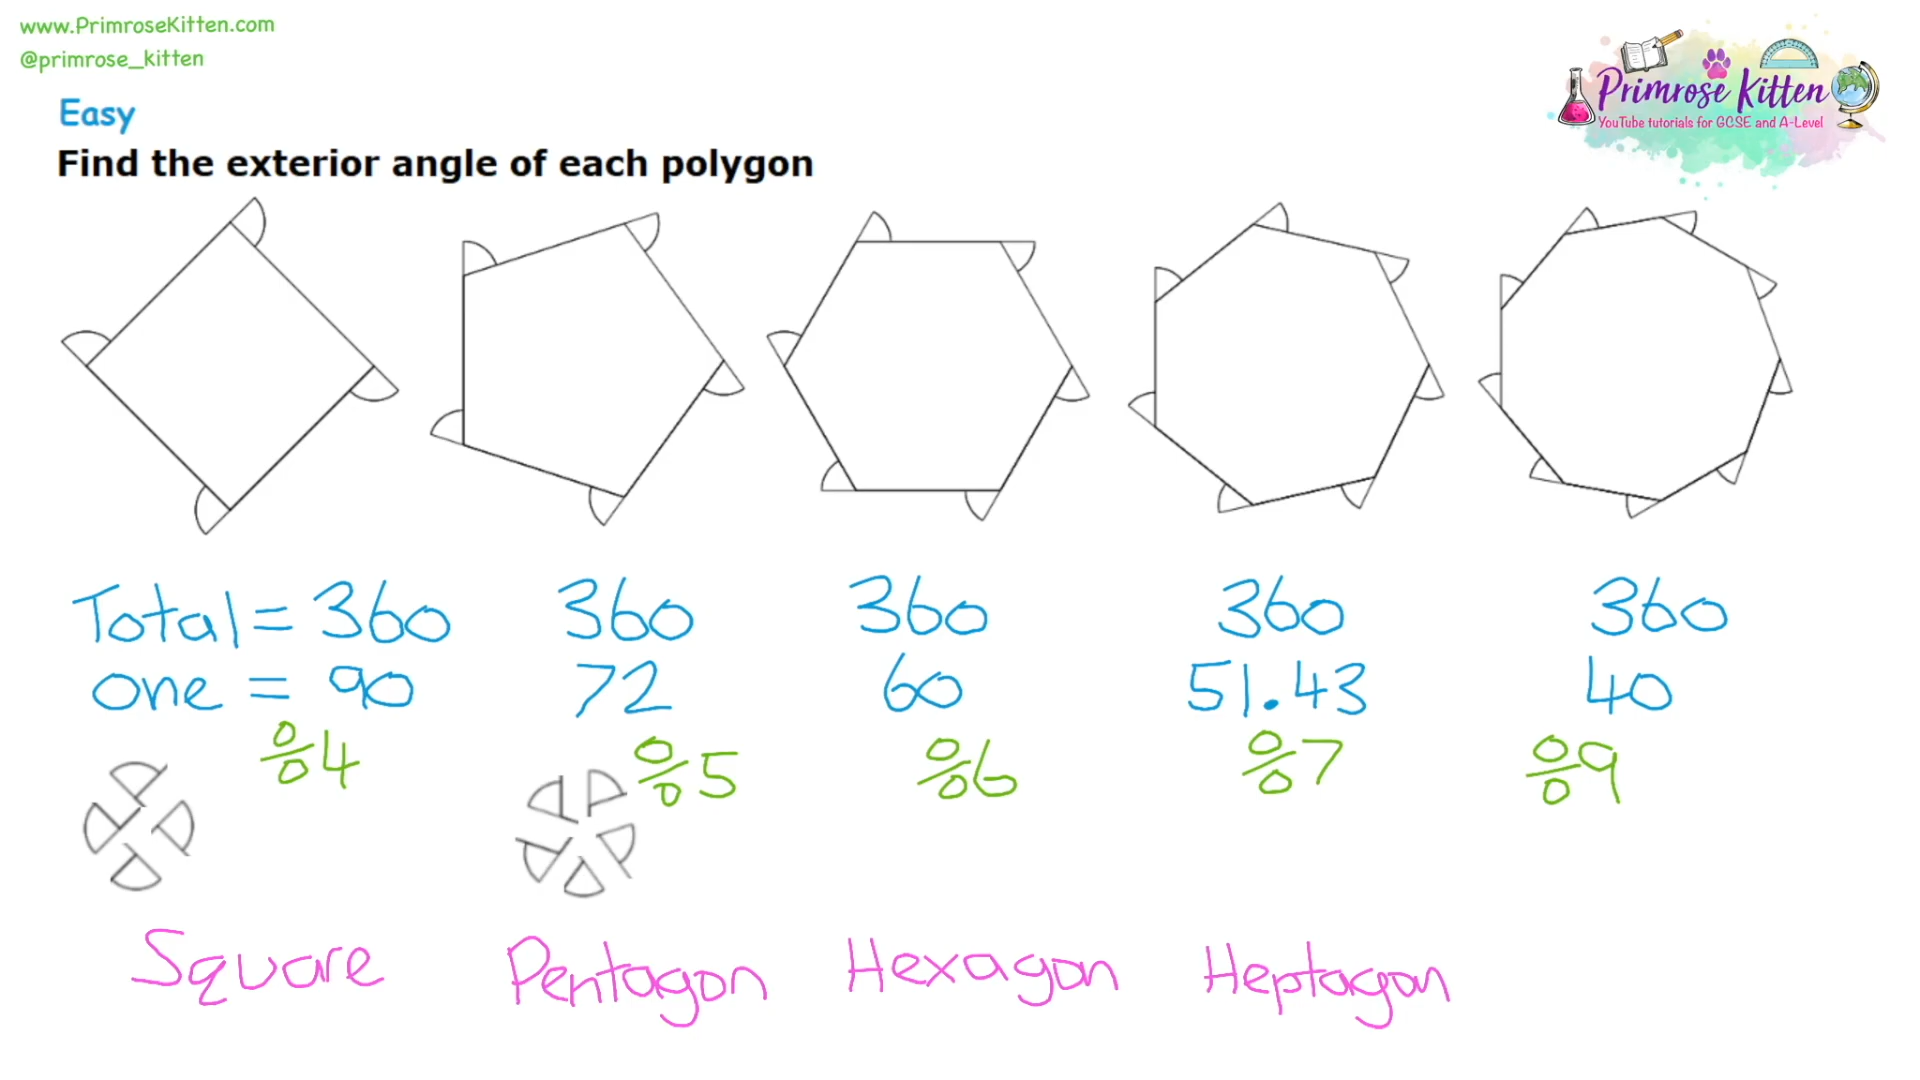 www.PrimroseKitten.com
@primrose_kitten
Primrose Kitten
YouTube tutorials for GCSE and A-Level
Easy
Find the exterior angle of each polygon
Total = 360 360 360 360 360
one = 90 72 60 51.43 40
÷4 ÷5 ÷6 ÷7 ÷9
Square Pentagon Hexagon Heptagon